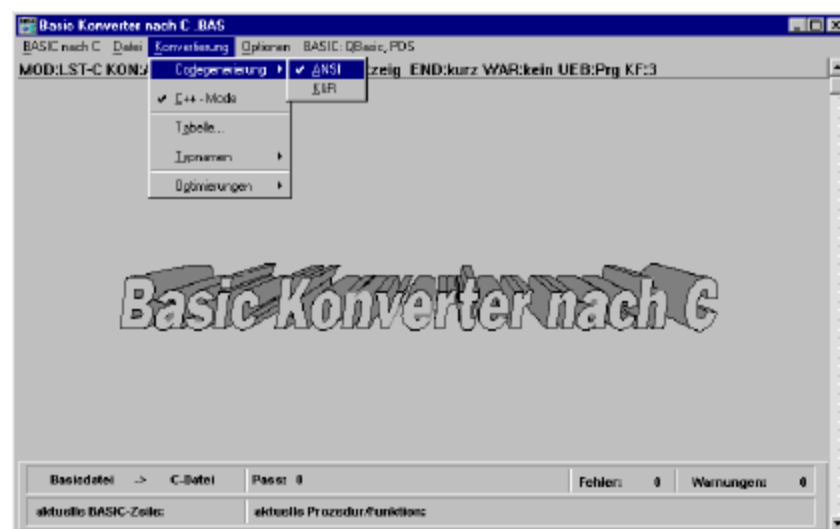 Basic Konverter nach C .BAS
BASIC nach C Datei Konvertierung Optionen BASIC: QBasic, PDS
MOD:LST-C KON:A zeig END:kurz WAR:kein UEB:Prg KF:3
Codegenerierung ANSI
K&R
C++ - Mode
Tabelle...
Typnamen
Optimierungen
Basic Konverter nach C
Basicdatei -> C-Datei Pass: 0 Fehler: 0 Warnungen: 0
aktuelle BASIC-Zeile: aktuelle Prozedur/Funktion: